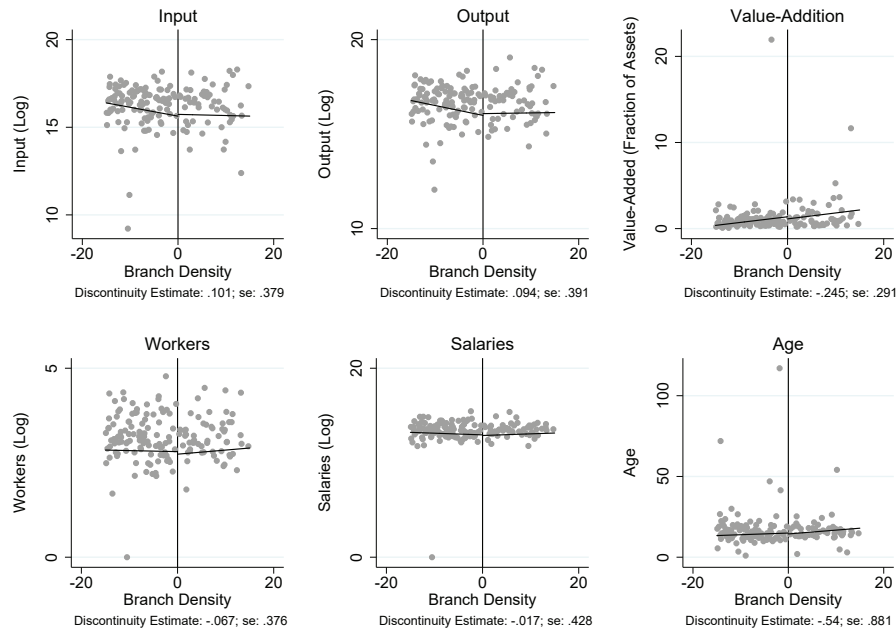 Input
20
15
10
Input (Log)
-20 0 20
Branch Density
Discontinuity Estimate: .101; se: .379
Output
20
10
Output (Log)
-20 0 20
Branch Density
Discontinuity Estimate: .094; se: .391
Value-Addition
20
10
0
Value-Added (Fraction of Assets)
-20 0 20
Branch Density
Discontinuity Estimate: -.245; se: .291
Workers
5
0
Workers (Log)
-20 0 20
Branch Density
Discontinuity Estimate: -.067; se: .376
Salaries
20
0
Salaries (Log)
-20 0 20
Branch Density
Discontinuity Estimate: -.017; se: .428
Age
100
50
0
Age
-20 0 20
Branch Density
Discontinuity Estimate: -.54; se: .881